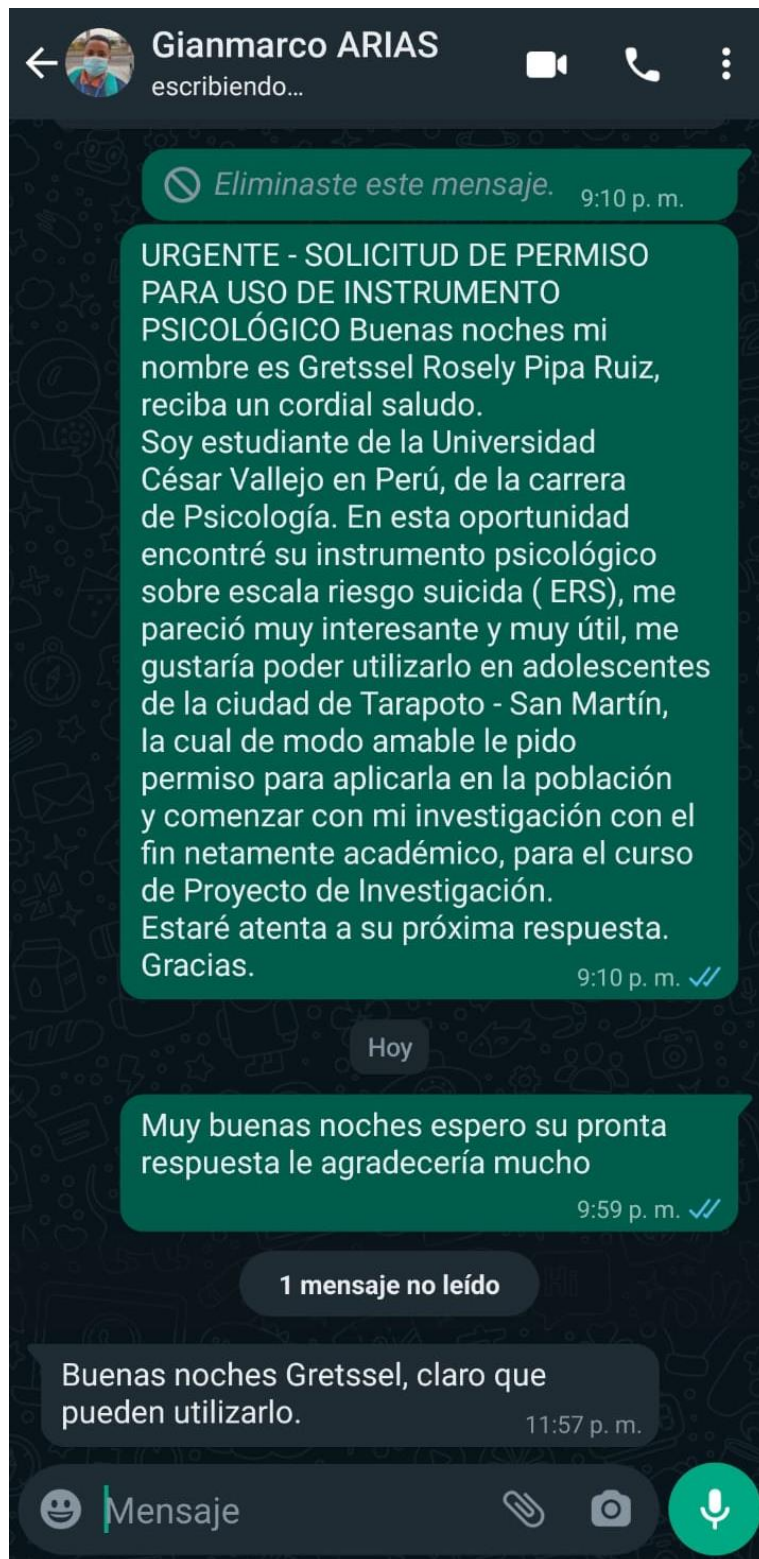 Gianmarco ARIAS
escribiendo...
Eliminaste este mensaje. 9:10 p. m.
URGENTE - SOLICITUD DE PERMISO
PARA USO DE INSTRUMENTO
PSICOLÓGICO Buenas noches mi
nombre es Gretssel Rosely Pipa Ruiz,
reciba un cordial saludo.
Soy estudiante de la Universidad
César Vallejo en Perú, de la carrera
de Psicología. En esta oportunidad
encontré su instrumento psicológico
sobre escala riesgo suicida ( ERS), me
pareció muy interesante y muy útil, me
gustaría poder utilizarlo en adolescentes
de la ciudad de Tarapoto - San Martín,
la cual de modo amable le pido
permiso para aplicarla en la población
y comenzar con mi investigación con el
fin netamente académico, para el curso
de Proyecto de Investigación.
Estaré atenta a su próxima respuesta.
Gracias. 9:10 p. m.
Hoy
Muy buenas noches espero su pronta
respuesta le agradecería mucho
9:59 p. m.
1 mensaje no leído
Buenas noches Gretssel, claro que
pueden utilizarlo. 11:57 p. m.
Mensaje